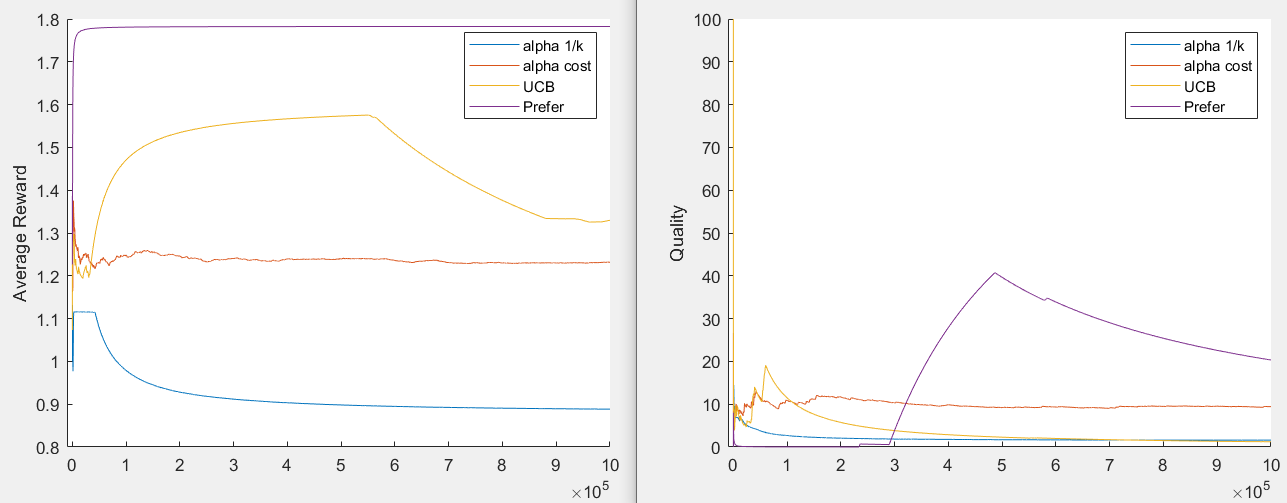 1.8
1.7
1.6
1.5
1.4
1.3
1.2
1.1
1
0.9
0.8
Average Reward
0 1 2 3 4 5 6 7 8 9 10
×10^5
alpha 1/k
alpha cost
UCB
Prefer
100
90
80
70
60
50
40
30
20
10
0
Quality
0 1 2 3 4 5 6 7 8 9 10
×10^5
alpha 1/k
alpha cost
UCB
Prefer